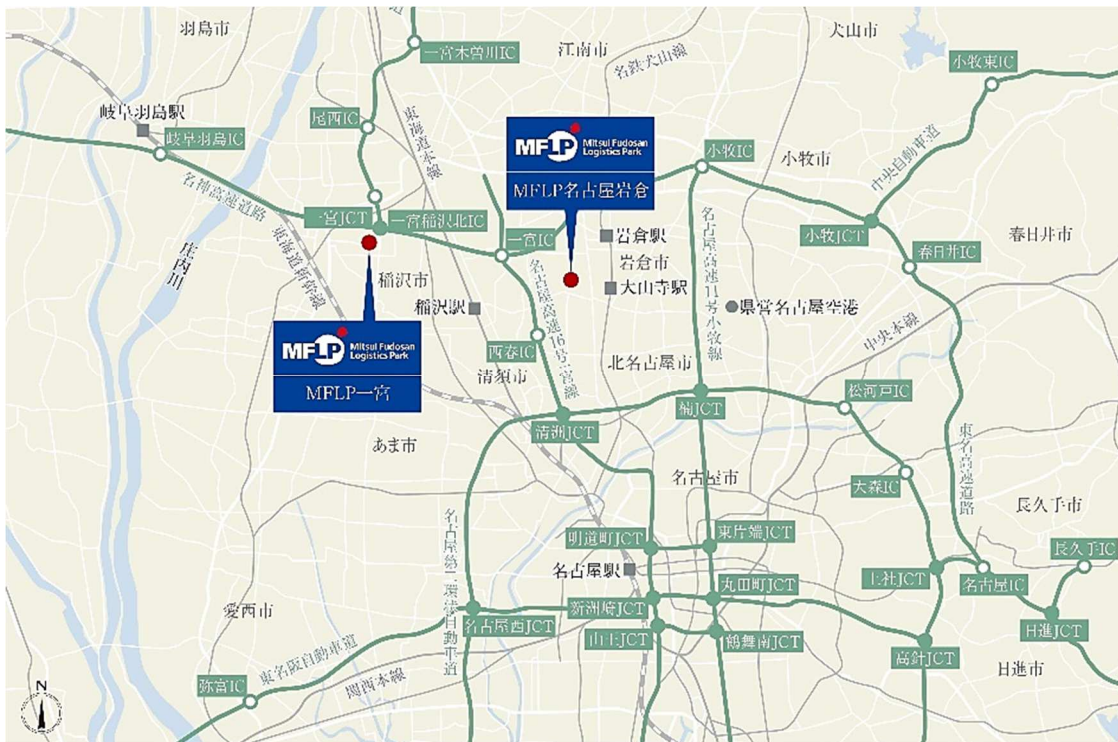 羽島市
一宮木曽川IC
江南市
名鉄犬山線
犬山市
小牧東IC
岐阜羽島駅
岐阜羽島IC
尾西IC
東海道本線
MFLP Mitsui Fudosan
Logistics Park
MFLP名古屋岩倉
小牧IC
小牧市
中央自動車道
名神高速道路
一宮JCT
一宮稲沢北IC
一宮IC
岩倉駅
岩倉市
大山寺駅
小牧JCT
春日井IC
春日井市
庄内川
東海道新幹線
稲沢市
稲沢駅
名古屋高速16号一宮線
名古屋高速11号小牧線
県営名古屋空港
中央本線
MFLP Mitsui Fudosan
Logistics Park
MFLP一宮
西春IC
清須市
北名古屋市
清洲JCT
楠JCT
松河戸IC
あま市
名古屋市
大森IC
東名高速道路
長久手市
名古屋第二環状自動車道
明道町JCT
東片端JCT
名古屋駅
上社JCT
名古屋IC
長久手IC
愛西市
名古屋西JCT
新洲崎JCT
丸田町JCT
山王JCT
鶴舞南JCT
高針JCT
日進JCT
日進市
東名阪自動車道
弥富IC
関西本線
N